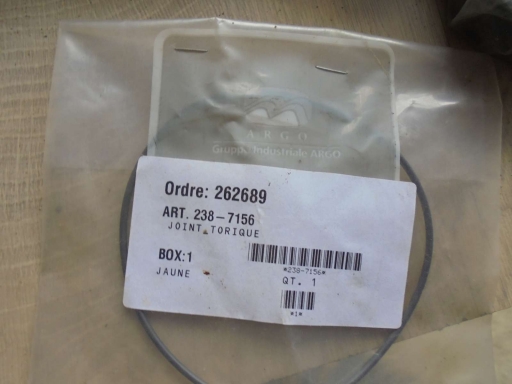 ARGO
Gruppo Industriale ARGO
Ordre: 262689
ART. 238-7156
JOINT TORIQUE
BOX:1
JAUNE
*238-7156*
QT. 1
*1*